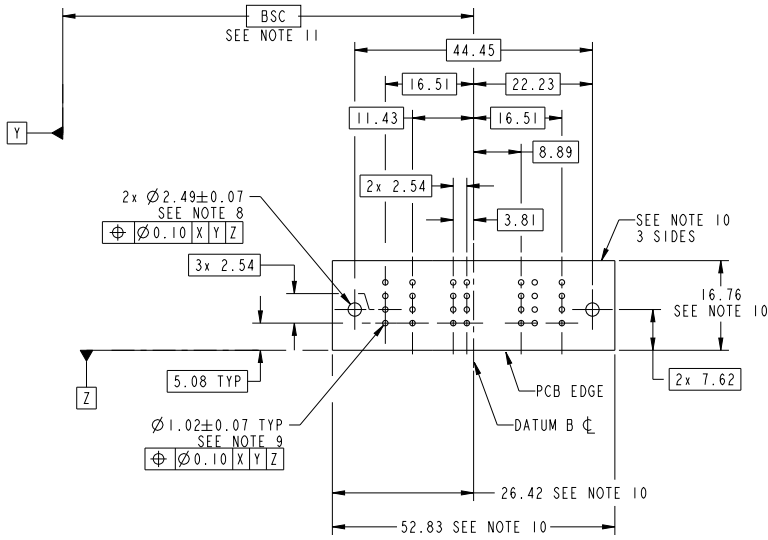 BSC
SEE NOTE 11
44.45
16.51
22.23
Y
11.43
16.51
8.89
2x 2.54
2x Ø2.49±0.07
SEE NOTE 8
⌖ Ø0.10 X Y Z
3.81
SEE NOTE 10
3 SIDES
3x 2.54
16.76
SEE NOTE 10
Z
5.08 TYP
2x 7.62
PCB EDGE
Ø1.02±0.07 TYP
SEE NOTE 9
⌖ Ø0.10 X Y Z
DATUM B ℄
26.42 SEE NOTE 10
52.83 SEE NOTE 10